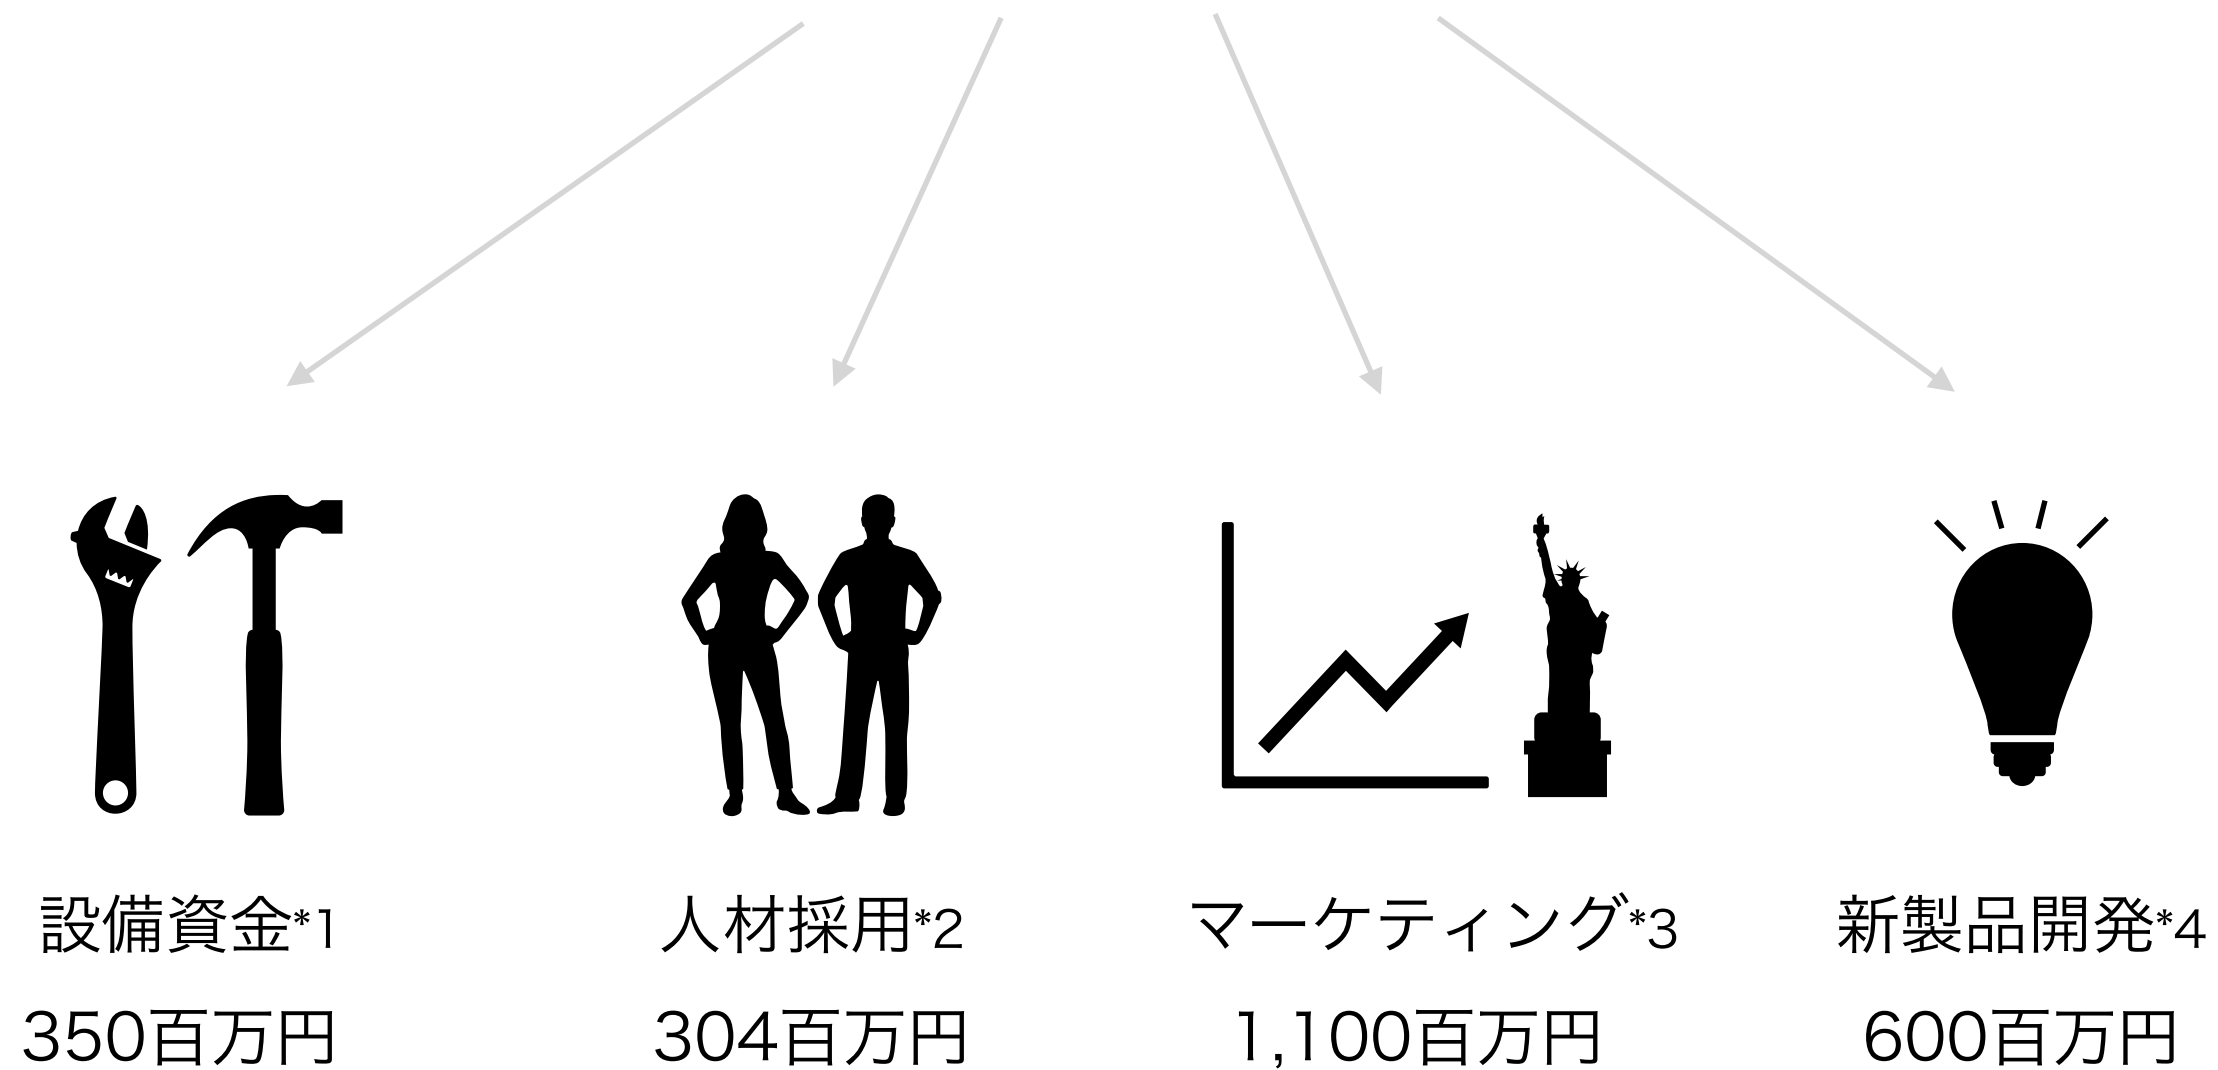 設備資金*1
人材採用*2
マーケティング*3
新製品開発*4
350百万円
304百万円
1,100百万円
600百万円